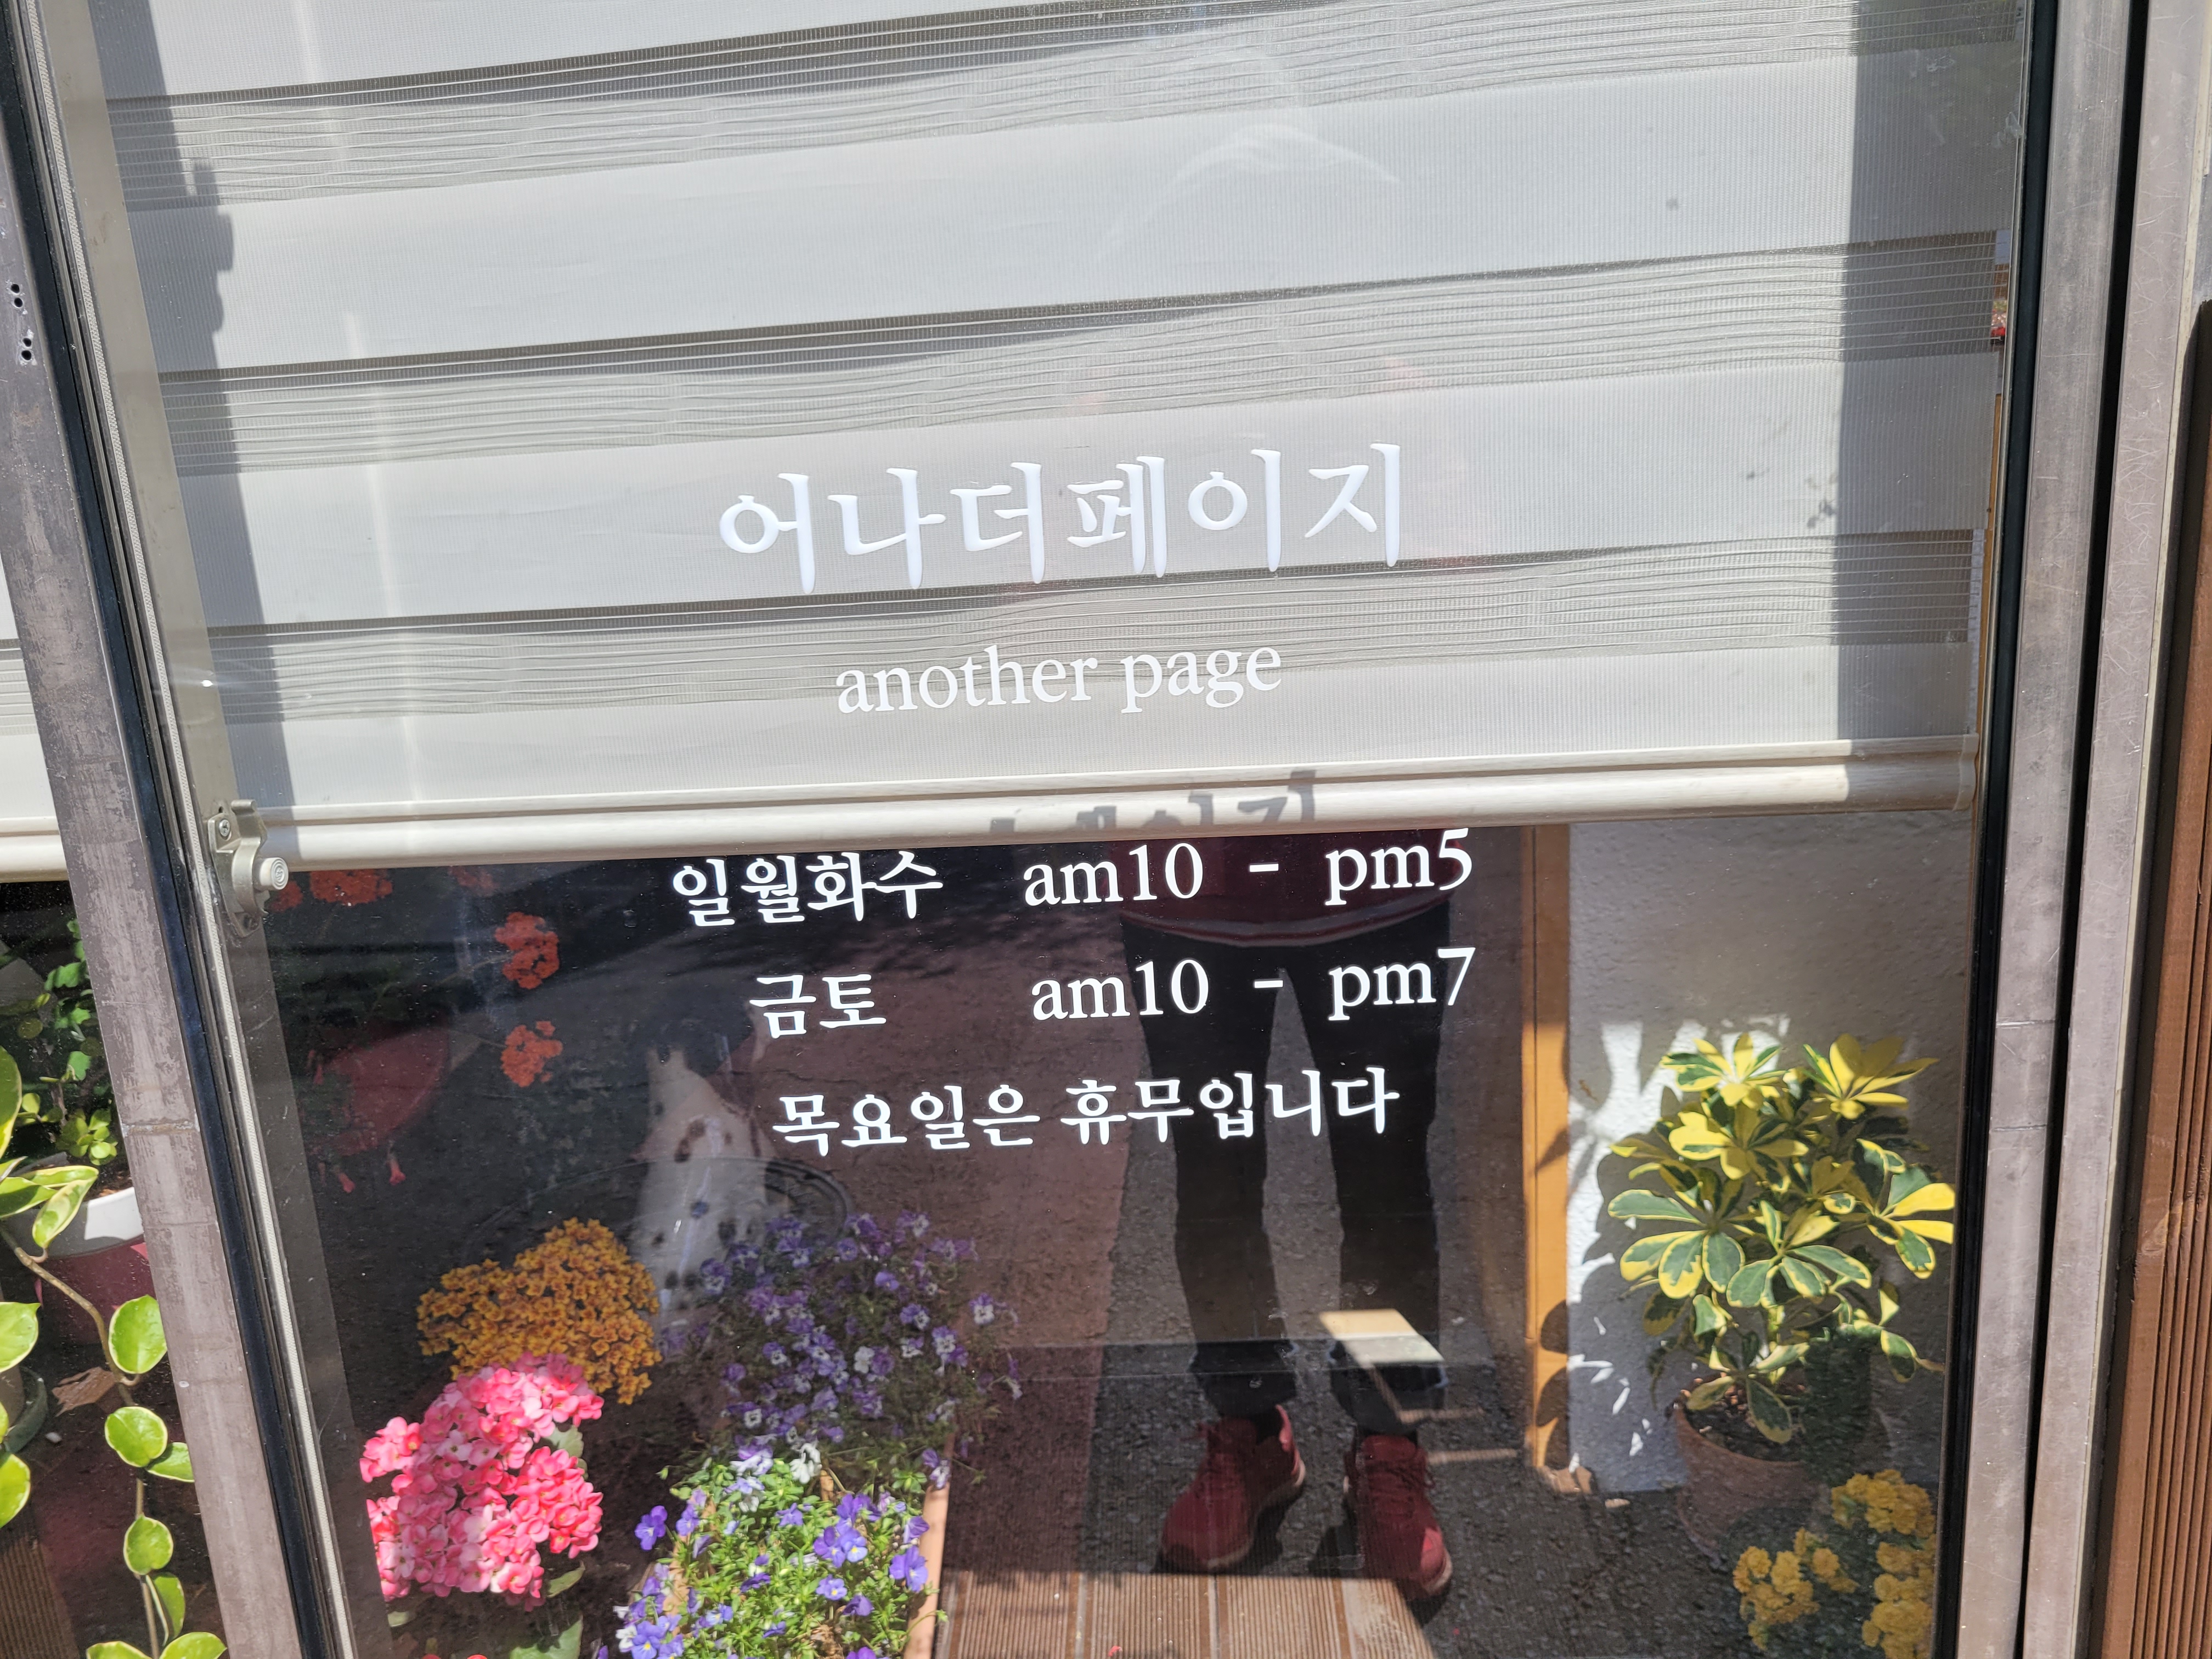 어나더페이지
another page
일월화수 am10 - pm5
금토 am10 - pm7
목요일은 휴무입니다